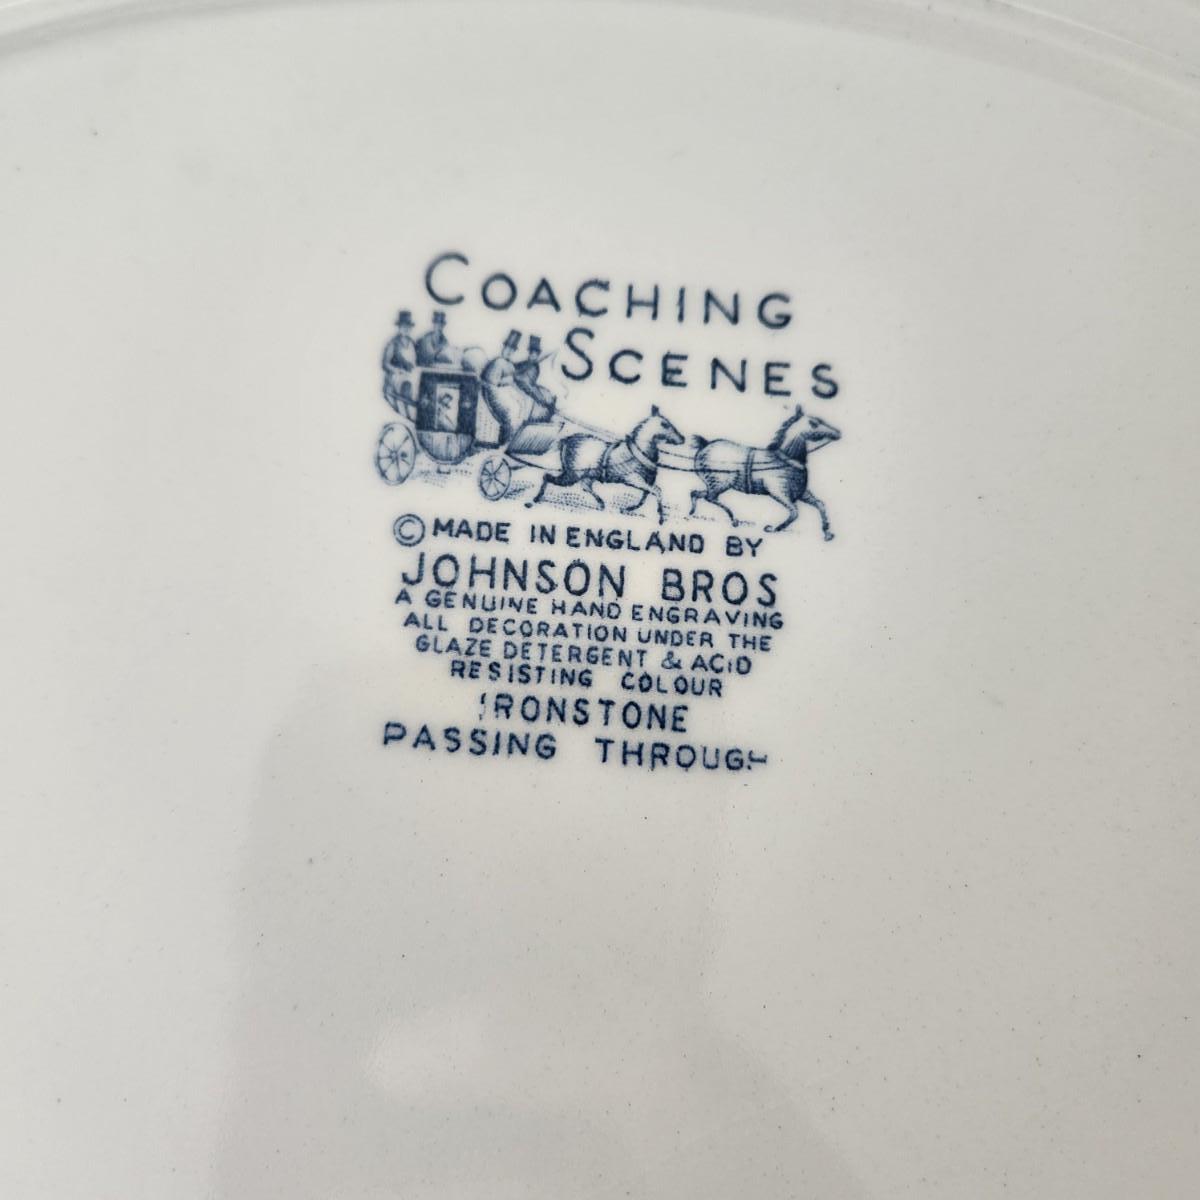 COACHING
SCENES
© MADE IN ENGLAND BY
JOHNSON BROS
A GENUINE HAND ENGRAVING
ALL DECORATION UNDER THE
GLAZE DETERGENT & ACID
RESISTING COLOUR
IRONSTONE
PASSING THROUGH